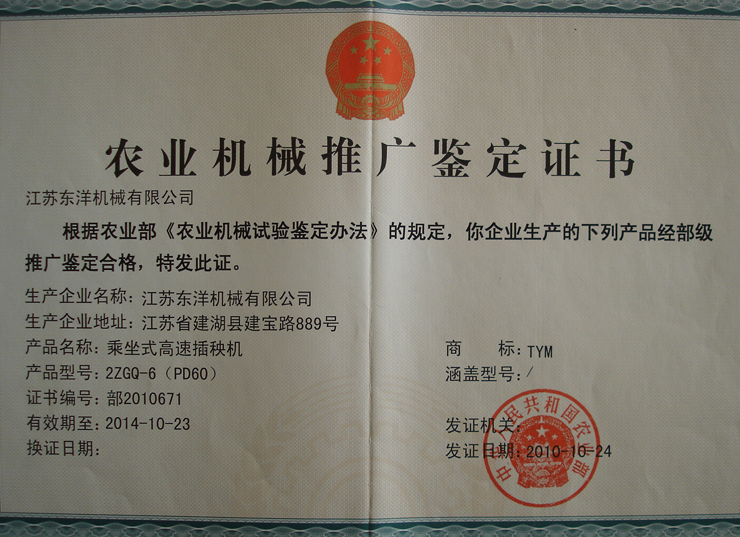 农业机械推广鉴定证书
江苏东洋机械有限公司
根据农业部《农业机械试验鉴定办法》的规定，你企业生产的下列产品经部级
推广鉴定合格，特发此证。
生产企业名称：江苏东洋机械有限公司
生产企业地址：江苏省建湖县建宝路889号
产品名称：乘坐式高速插秧机
商 标：TYM
产品型号：2ZGQ-6（PD60）
涵盖型号：/
证书编号：部2010671
有效期至：2014-10-23
发证机关：
换证日期：
发证日期：2010-10-24
中华人民共和国农业部